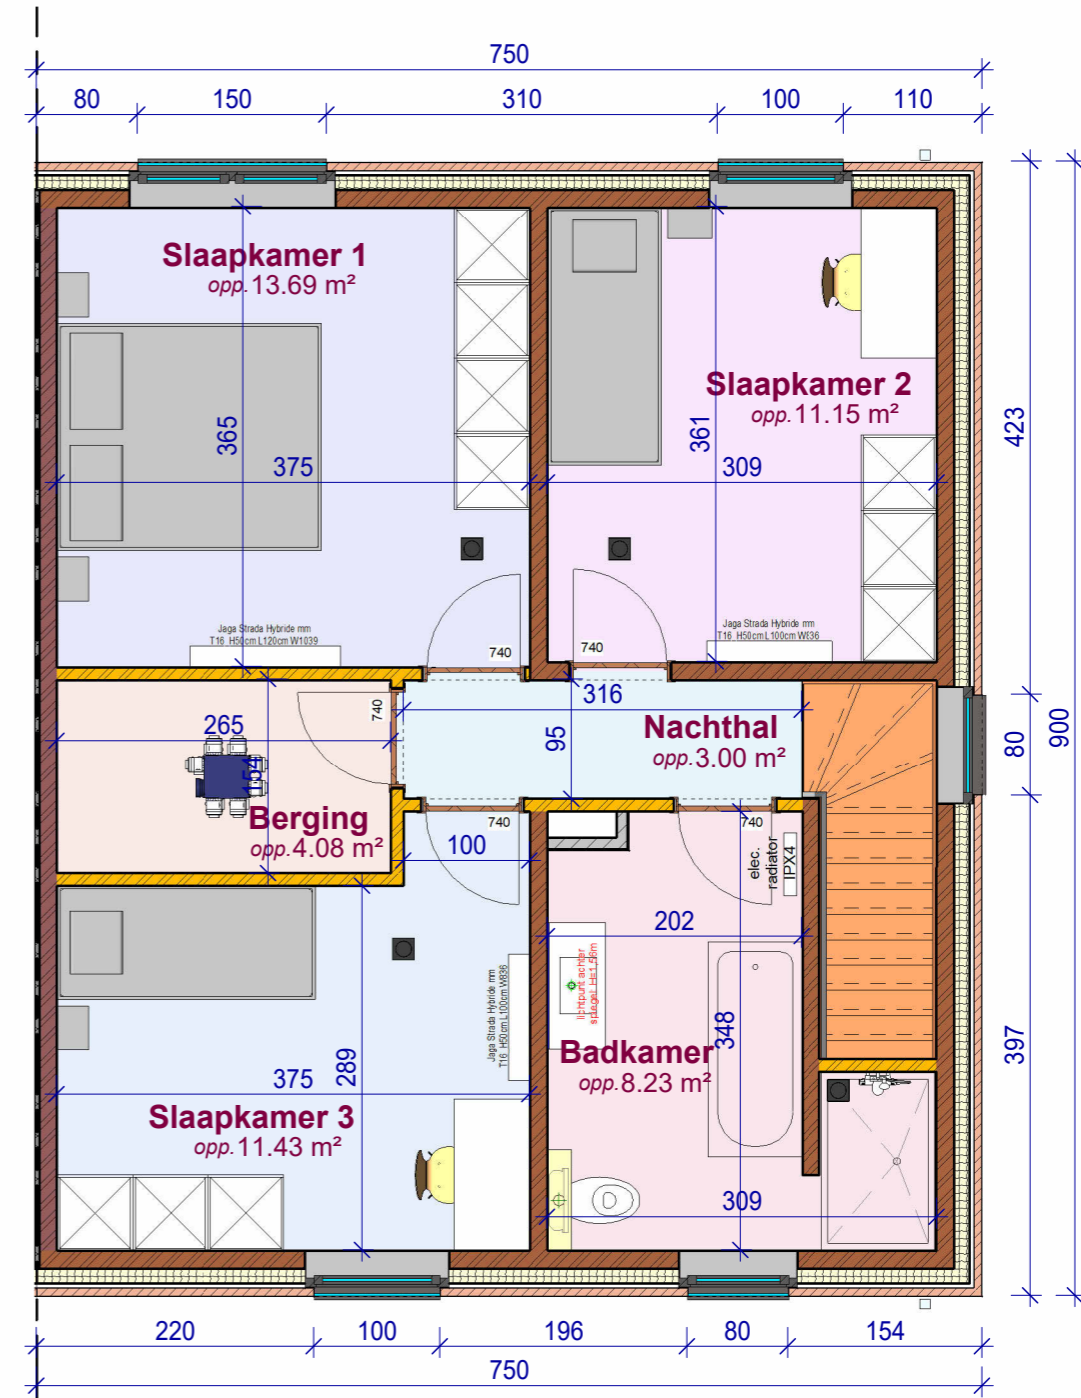 750
80
150
310
100
110
Slaapkamer 1
opp.13.69 m²
Slaapkamer 2
opp.11.15 m²
365
375
361
309
423
900
Jaga Strada Hybride mm
T16 H50cm L120cm W1039
Jaga Strada Hybride mm
T16 H50cm L100cm W836
740
740
740
316
265
154
95
Nachthal
opp.3.00 m²
80
Berging
opp.4.08 m²
740
740
100
elec.
radiator
IPX4
202
lichtpunt achter
spiegel: H=1,56m
Jaga Strada Hybride mm
T16 H50cm L100cm W836
348
397
Badkamer
opp.8.23 m²
375
289
Slaapkamer 3
opp.11.43 m²
309
220
100
196
80
154
750